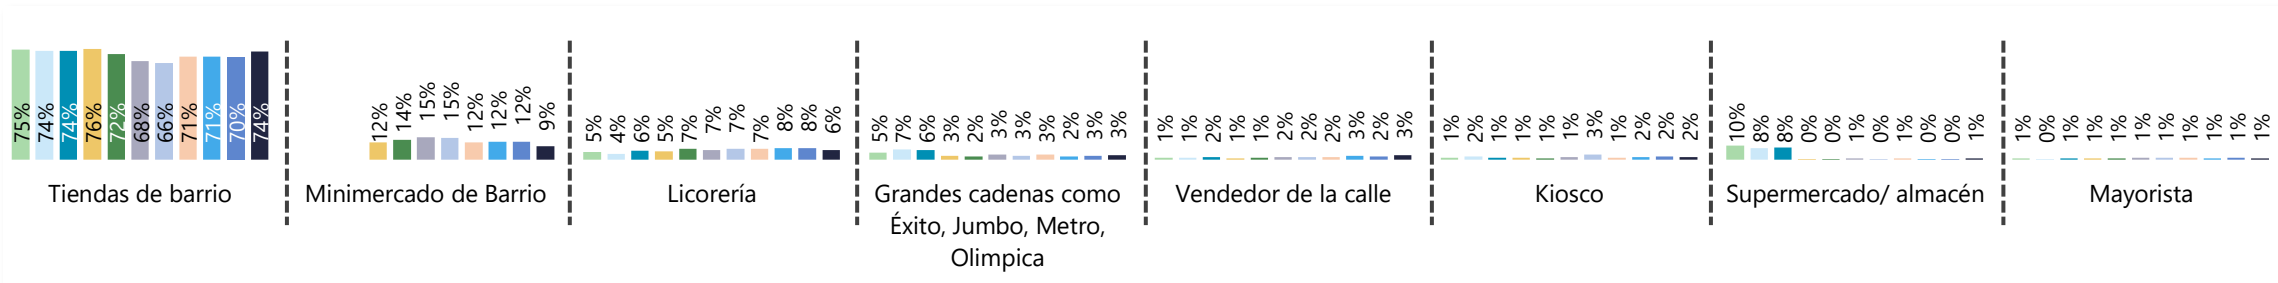 75% 74% 74% 76% 72% 68% 66% 71% 71% 70% 74%
Tiendas de barrio
12% 14% 15% 15% 12% 12% 12% 9%
Minimercado de Barrio
5% 4% 6% 5% 7% 7% 7% 7% 8% 8% 6%
Licorería
5% 7% 6% 3% 2% 3% 3% 3% 2% 3% 3%
Grandes cadenas como
Éxito, Jumbo, Metro,
Olimpica
1% 1% 2% 1% 1% 2% 2% 2% 3% 2% 3%
Vendedor de la calle
1% 2% 1% 1% 1% 1% 3% 1% 2% 2% 2%
Kiosco
10% 8% 8% 0% 0% 1% 0% 1% 0% 0% 1%
Supermercado/ almacén
1% 0% 1% 1% 1% 1% 1% 1% 1% 1% 1%
Mayorista